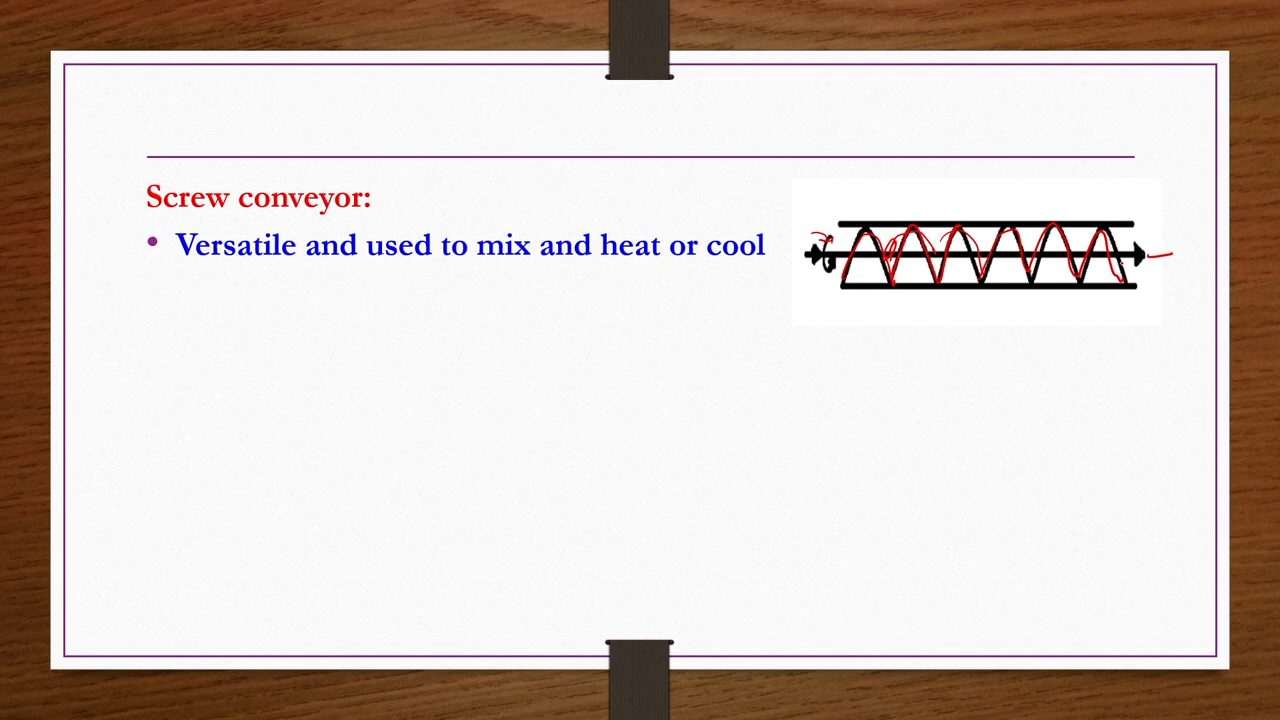 Screw conveyor:
• Versatile and used to mix and heat or cool